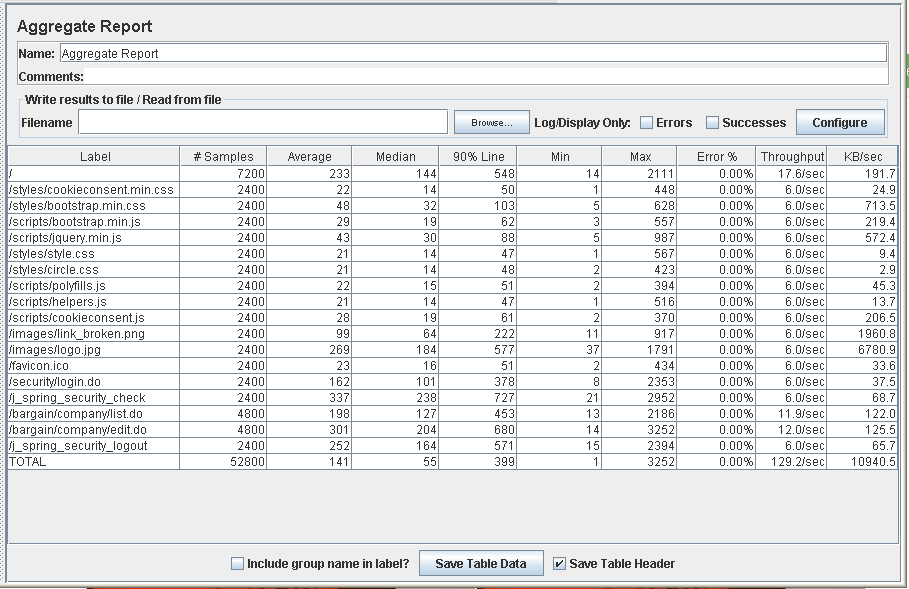 Aggregate Report
Name: Aggregate Report
Comments:
Write results to file / Read from file
Filename Browse... Log/Display Only: Errors Successes Configure
Label # Samples Average Median 90% Line Min Max Error % Throughput KB/sec
/ 7200 233 144 548 14 2111 0.00% 17.6/sec 191.7
/styles/cookieconsent.min.css 2400 22 14 50 1 448 0.00% 6.0/sec 24.9
/styles/bootstrap.min.css 2400 48 32 103 5 628 0.00% 6.0/sec 713.5
/scripts/bootstrap.min.js 2400 29 19 62 3 557 0.00% 6.0/sec 219.4
/scripts/jquery.min.js 2400 43 30 88 5 987 0.00% 6.0/sec 572.4
/styles/style.css 2400 21 14 47 1 567 0.00% 6.0/sec 9.4
/styles/circle.css 2400 21 14 48 2 423 0.00% 6.0/sec 2.9
/scripts/polyfills.js 2400 22 15 51 2 394 0.00% 6.0/sec 45.3
/scripts/helpers.js 2400 21 14 47 1 516 0.00% 6.0/sec 13.7
/scripts/cookieconsent.js 2400 28 19 61 2 370 0.00% 6.0/sec 206.5
/images/link_broken.png 2400 99 64 222 11 917 0.00% 6.0/sec 1960.8
/images/logo.jpg 2400 269 184 577 37 1791 0.00% 6.0/sec 6780.9
/favicon.ico 2400 23 16 51 2 434 0.00% 6.0/sec 33.6
/security/login.do 2400 162 101 378 8 2353 0.00% 6.0/sec 37.5
/j_spring_security_check 2400 337 238 727 21 2952 0.00% 6.0/sec 68.7
/bargain/company/list.do 4800 198 127 453 13 2186 0.00% 11.9/sec 122.0
/bargain/company/edit.do 4800 301 204 680 14 3252 0.00% 12.0/sec 125.5
/j_spring_security_logout 2400 252 164 571 15 2394 0.00% 6.0/sec 65.7
TOTAL 52800 141 55 399 1 3252 0.00% 129.2/sec 10940.5
Include group name in label? Save Table Data Save Table Header